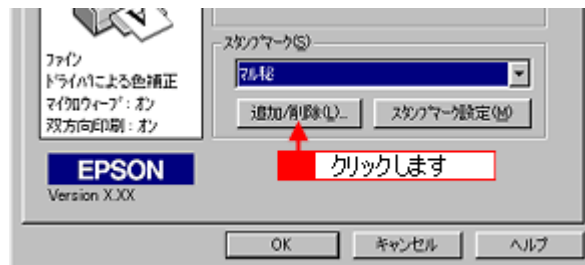 スタンプマーク(S)
マル秘
追加/削除(L)...
スタンプマーク設定(M)
クリックします
ファイン
ドライバによる色補正
マイクロウィーブ：オン
双方向印刷：オン
EPSON
Version X.XX
OK
キャンセル
ヘルプ